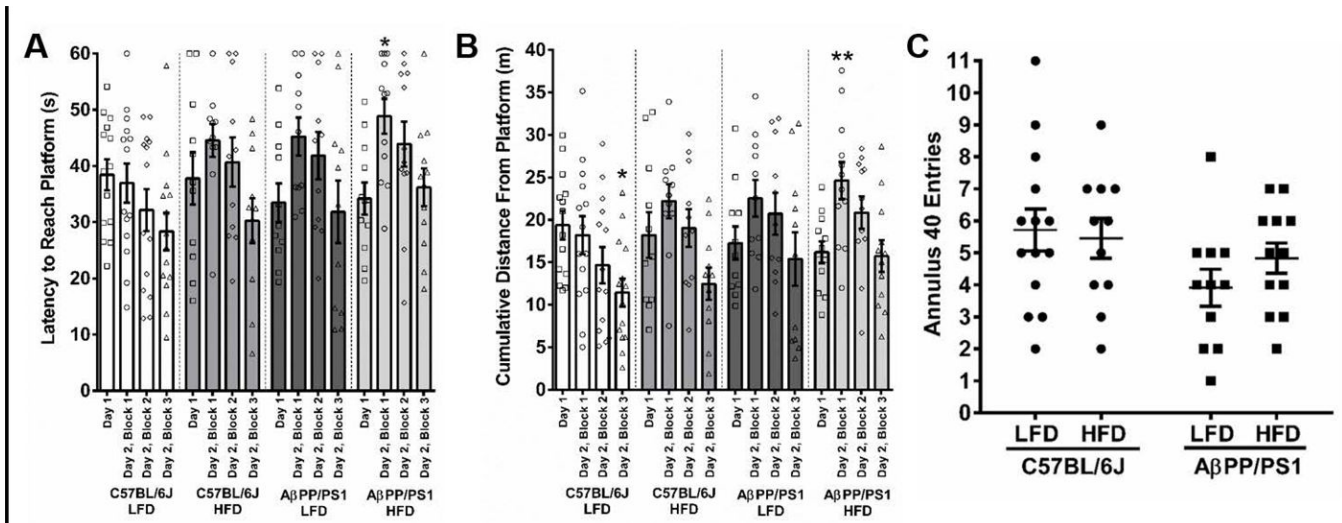 A
Latency to Reach Platform (s)
60
50
40
30
20
10
0
*
Day 1
Day 2, Block 1
Day 2, Block 2
Day 2, Block 3
Day 1
Day 2, Block 1
Day 2, Block 2
Day 2, Block 3
Day 1
Day 2, Block 1
Day 2, Block 2
Day 2, Block 3
Day 1
Day 2, Block 1
Day 2, Block 2
Day 2, Block 3
C57BL/6J
LFD
C57BL/6J
HFD
AβPP/PS1
LFD
AβPP/PS1
HFD
B
Cumulative Distance From Platform (m)
40
35
30
25
20
15
10
5
0
*
**
Day 1
Day 2, Block 1
Day 2, Block 2
Day 2, Block 3
Day 1
Day 2, Block 1
Day 2, Block 2
Day 2, Block 3
Day 1
Day 2, Block 1
Day 2, Block 2
Day 2, Block 3
Day 1
Day 2, Block 1
Day 2, Block 2
Day 2, Block 3
C57BL/6J
LFD
C57BL/6J
HFD
AβPP/PS1
LFD
AβPP/PS1
HFD
C
Annulus 40 Entries
11
10
9
8
7
6
5
4
3
2
1
0
LFD HFD
C57BL/6J
LFD HFD
AβPP/PS1